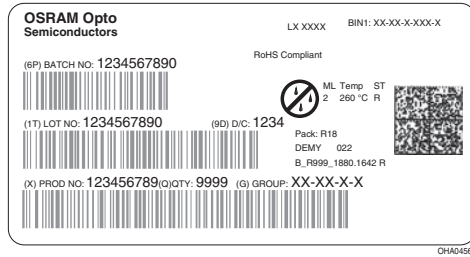 OSRAM Opto
Semiconductors
LX XXXX
BIN1: XX-XX-X-XXX-X
RoHS Compliant
(6P) BATCH NO: 1234567890
ML Temp ST
2 260 °C R
(1T) LOT NO: 1234567890 (9D) D/C: 1234
Pack: R18
DEMY 022
B_R999_1880.1642 R
(X) PROD NO: 123456789(Q)QTY: 9999 (G) GROUP: XX-XX-X-X
OHA0456